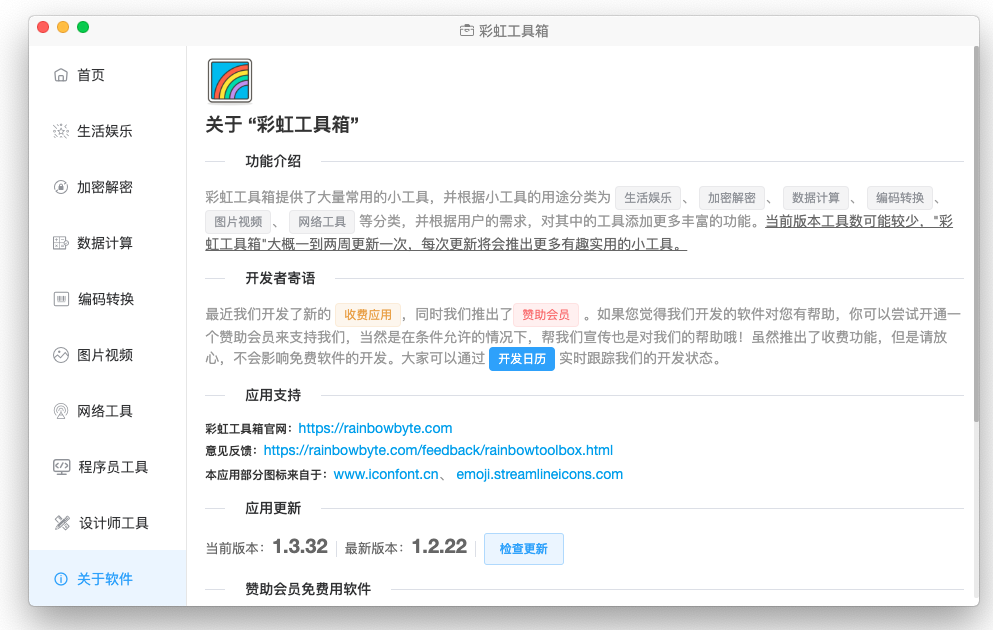 彩虹工具箱
首页
生活娱乐
加密解密
数据计算
编码转换
图片视频
网络工具
程序员工具
设计师工具
关于软件
关于 “彩虹工具箱”
功能介绍
彩虹工具箱提供了大量常用的小工具，并根据小工具的用途分类为 生活娱乐 、 加密解密 、 数据计算 、 编码转换 、
图片视频 、 网络工具 等分类，并根据用户的需求，对其中的工具添加更多丰富的功能。当前版本工具数可能较少，"彩
虹工具箱"大概一到两周更新一次，每次更新将会推出更多有趣实用的小工具。
开发者寄语
最近我们开发了新的 收费应用 ，同时我们推出了 赞助会员 。如果您觉得我们开发的软件对您有帮助，你可以尝试开通一
个赞助会员来支持我们，当然是在条件允许的情况下，帮我们宣传也是对我们的帮助哦！虽然推出了收费功能，但是请放
心，不会影响免费软件的开发。大家可以通过 开发日历 实时跟踪我们的开发状态。
应用支持
彩虹工具箱官网：https://rainbowbyte.com
意见反馈：https://rainbowbyte.com/feedback/rainbowtoolbox.html
本应用部分图标来自于：www.iconfont.cn、 emoji.streamlineicons.com
应用更新
当前版本：1.3.32 最新版本：1.2.22 检查更新
赞助会员免费用软件